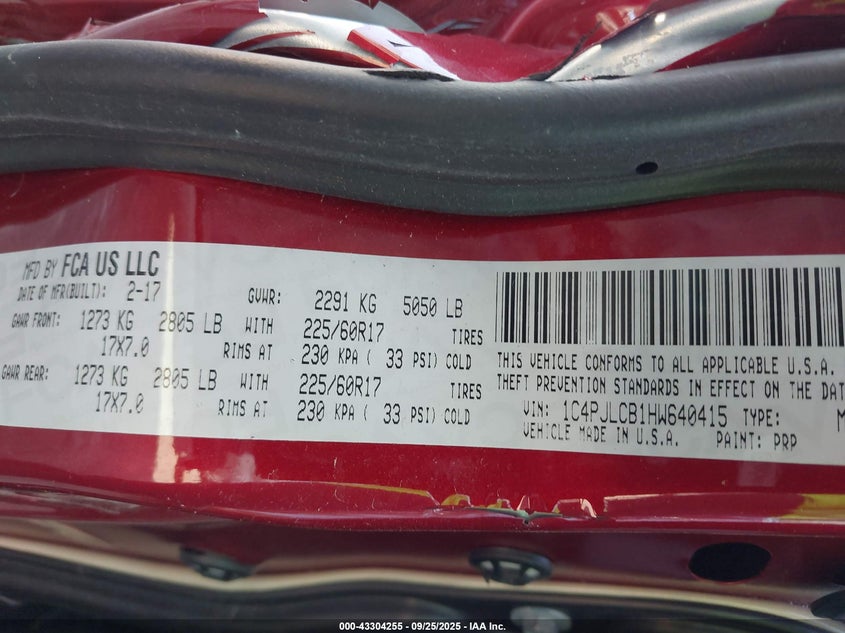 MFD BY FCA US LLC
DATE OF MFR(BUILT): 2-17 GVWR: 2291 KG 5050 LB
GAWR FRONT: 1273 KG 2805 LB WITH 225/60R17 TIRES
17X7.0 RIMS AT 230 KPA ( 33 PSI) COLD
GAWR REAR: 1273 KG 2805 LB WITH 225/60R17 TIRES
17X7.0 RIMS AT 230 KPA ( 33 PSI) COLD
THIS VEHICLE CONFORMS TO ALL APPLICABLE U.S.A.
THEFT PREVENTION STANDARDS IN EFFECT ON THE DAT
VIN: 1C4PJLCB1HW640415 TYPE: M
VEHICLE MADE IN U.S.A. PAINT: PRP
000-43304255 - 09/25/2025 - IAA Inc.